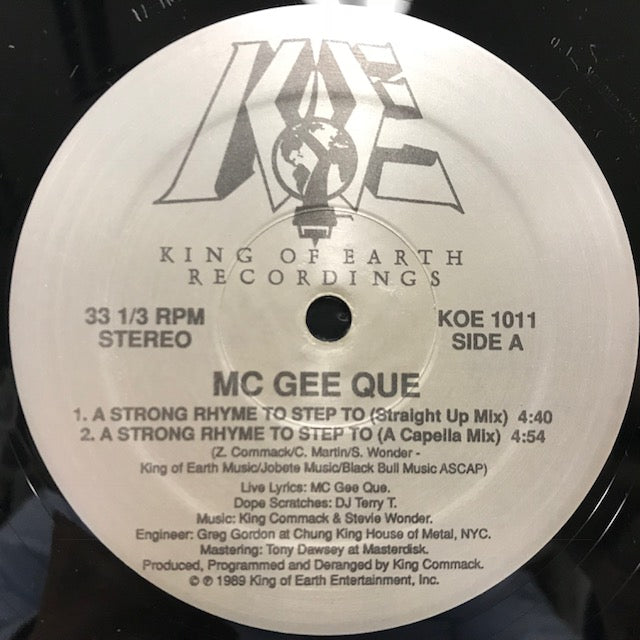 KOE
KING OF EARTH
RECORDINGS
33 1/3 RPM
STEREO
KOE 1011
SIDE A
MC GEE QUE
1. A STRONG RHYME TO STEP TO (Straight Up Mix) 4:40
2. A STRONG RHYME TO STEP TO (A Capella Mix) 4:54
(Z. Commack/C. Martin/S. Wonder -
King of Earth Music/Jobete Music/Black Bull Music ASCAP)
Live Lyrics: MC Gee Que.
Dope Scratches: DJ Terry T.
Music: King Commack & Stevie Wonder.
Engineer: Greg Gordon at Chung King House of Metal, NYC.
Mastering: Tony Dawsey at Masterdisk.
Produced, Programmed and Deranged by King Commack.
© ℗ 1989 King of Earth Entertainment, Inc.